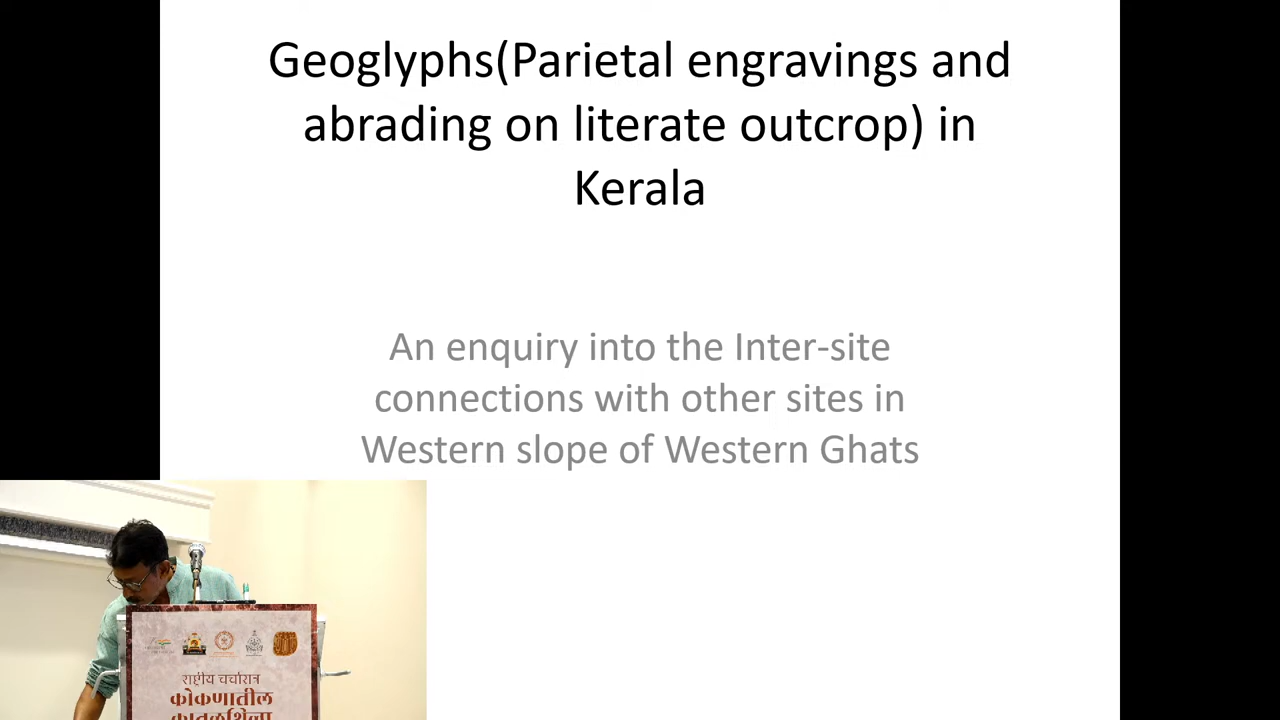 Geoglyphs(Parietal engravings and
abrading on literate outcrop) in
Kerala
An enquiry into the Inter-site
connections with other sites in
Western slope of Western Ghats
राष्ट्रीय चर्चासत्र
कोकणातील
कातळशिल्प